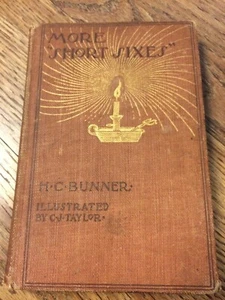 MORE
"SHORT SIXES"
H·C·BUNNER·
ILLUSTRATED
BY C·J·TAYLOR·